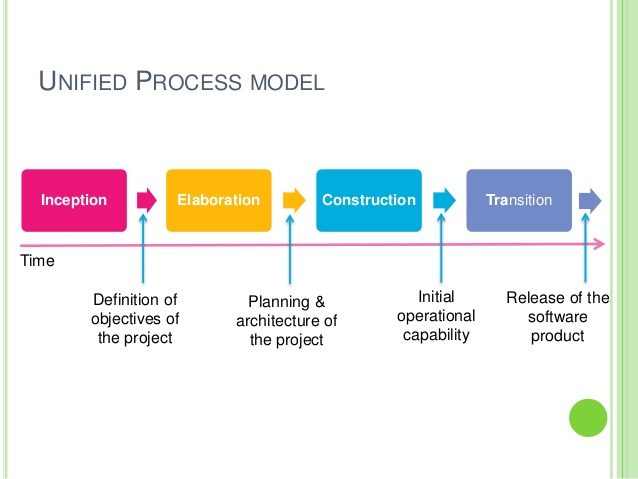 UNIFIED PROCESS MODEL
Inception
Elaboration
Construction
Transition
Time
Definition of
objectives of
the project
Planning &
architecture of
the project
Initial
operational
capability
Release of the
software
product